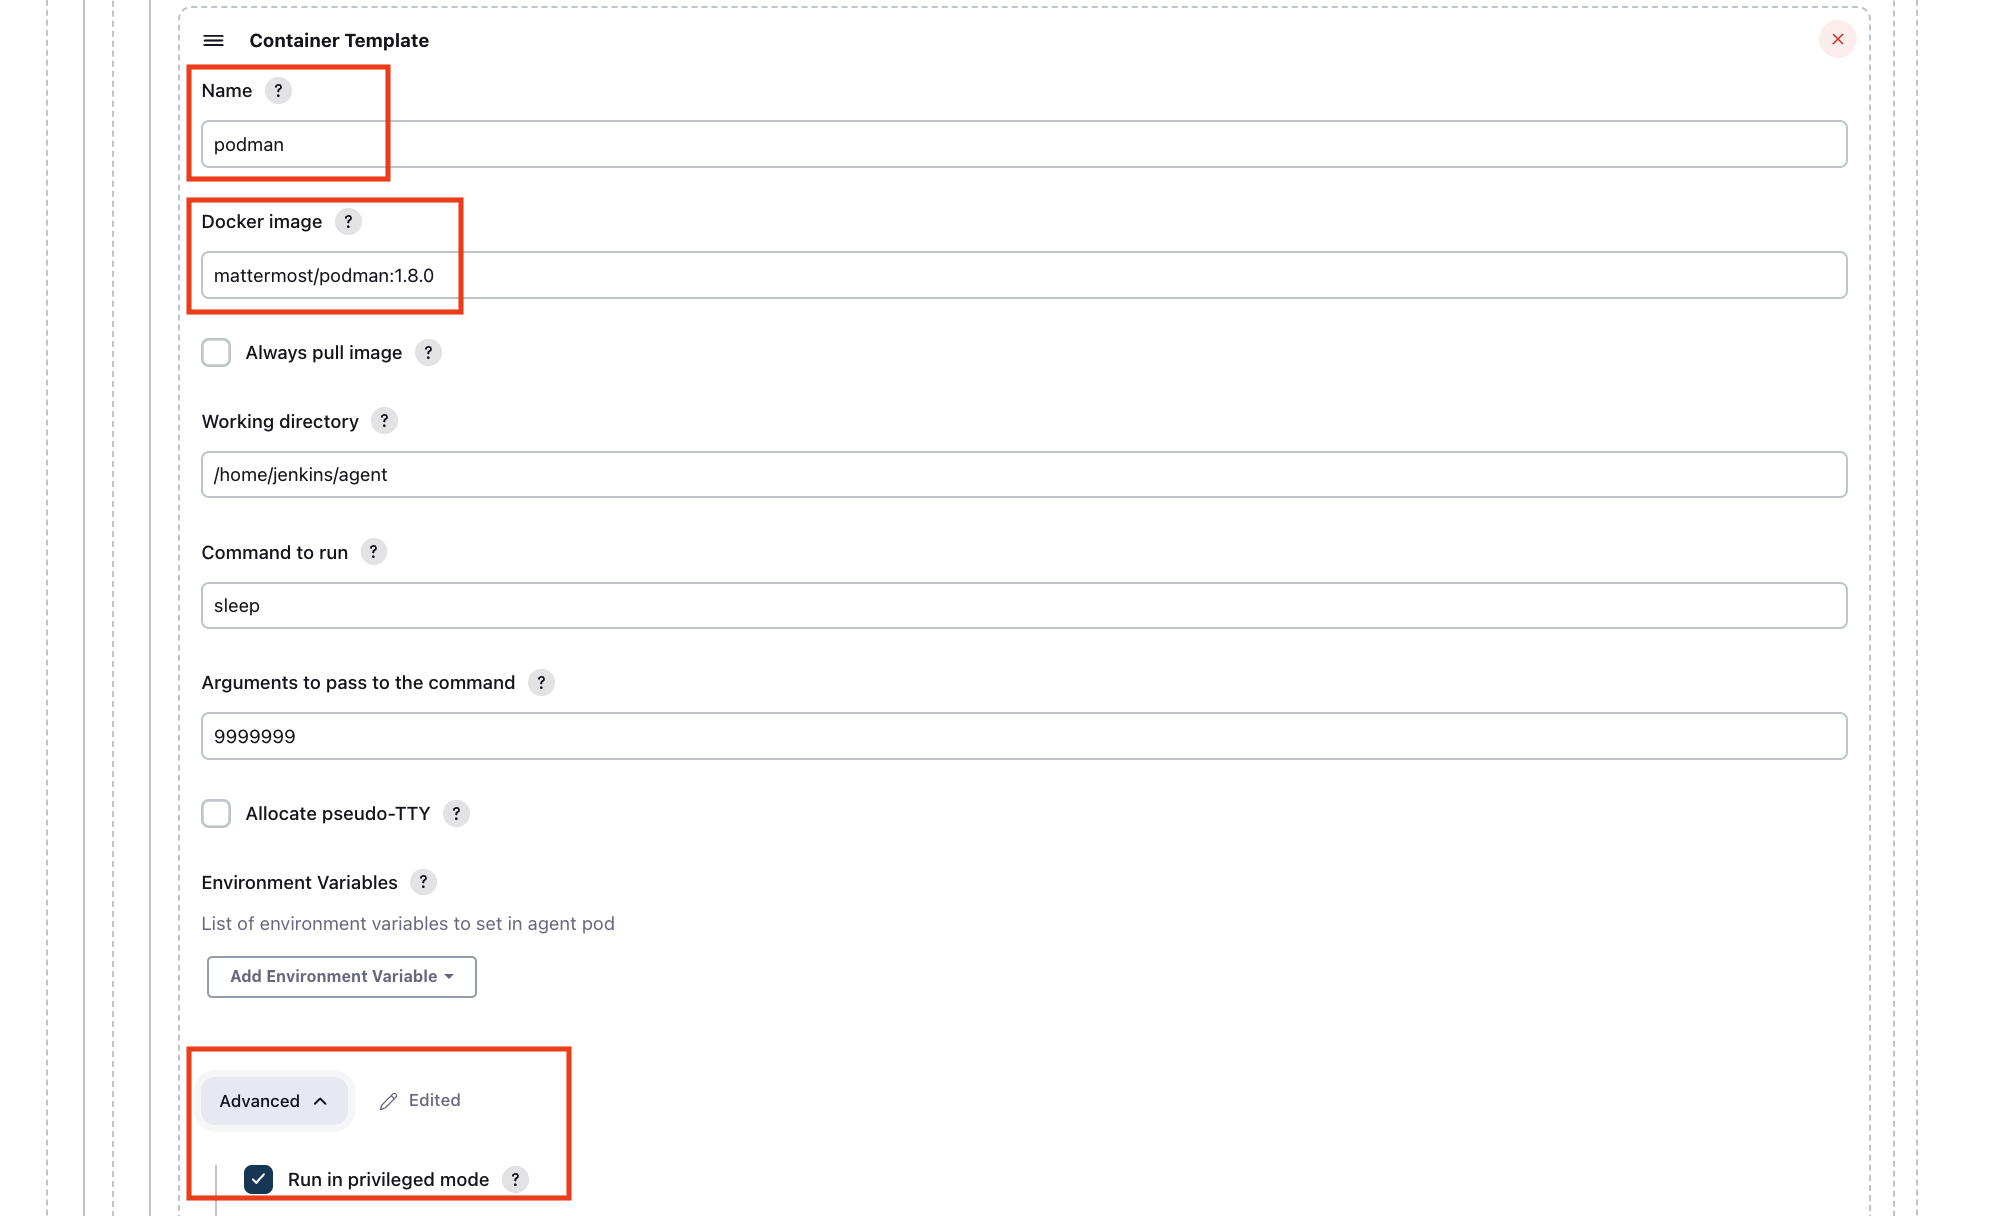 Container Template
Name ?
podman
Docker image ?
mattermost/podman:1.8.0
Always pull image ?
Working directory ?
/home/jenkins/agent
Command to run ?
sleep
Arguments to pass to the command ?
9999999
Allocate pseudo-TTY ?
Environment Variables ?
List of environment variables to set in agent pod
Add Environment Variable
Advanced Edited
Run in privileged mode ?